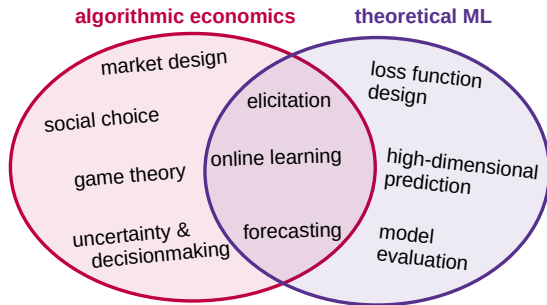 algorithmic economics
theoretical ML
market design
social choice
game theory
uncertainty &
decisionmaking
elicitation
online learning
forecasting
loss function
design
high-dimensional
prediction
model
evaluation